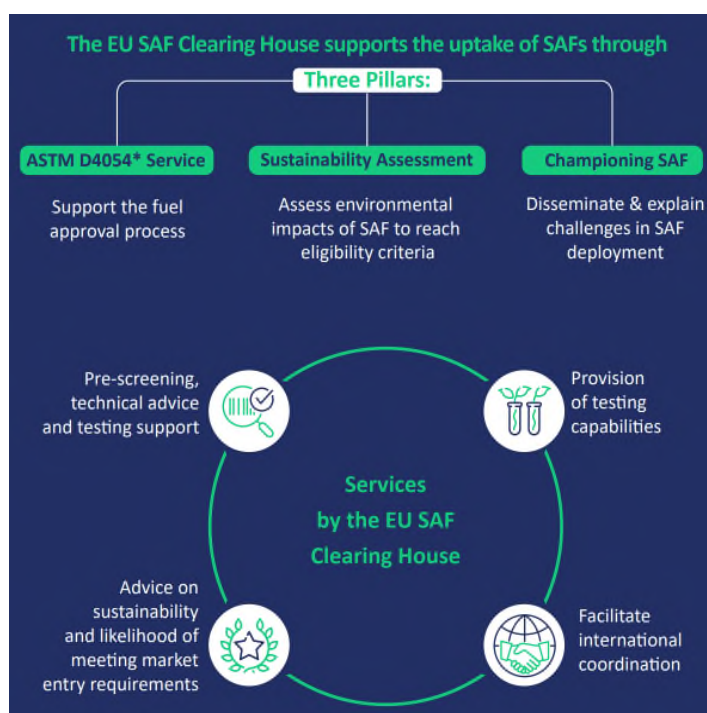 The EU SAF Clearing House supports the uptake of SAFs through
Three Pillars:
ASTM D4054* Service
Support the fuel
approval process
Sustainability Assessment
Assess environmental
impacts of SAF to reach
eligibility criteria
Championing SAF
Disseminate & explain
challenges in SAF
deployment
Pre-screening,
technical advice
and testing support
Provision
of testing
capabilities
Services
by the EU SAF
Clearing House
Advice on
sustainability
and likelihood of
meeting market
entry requirements
Facilitate
international
coordination